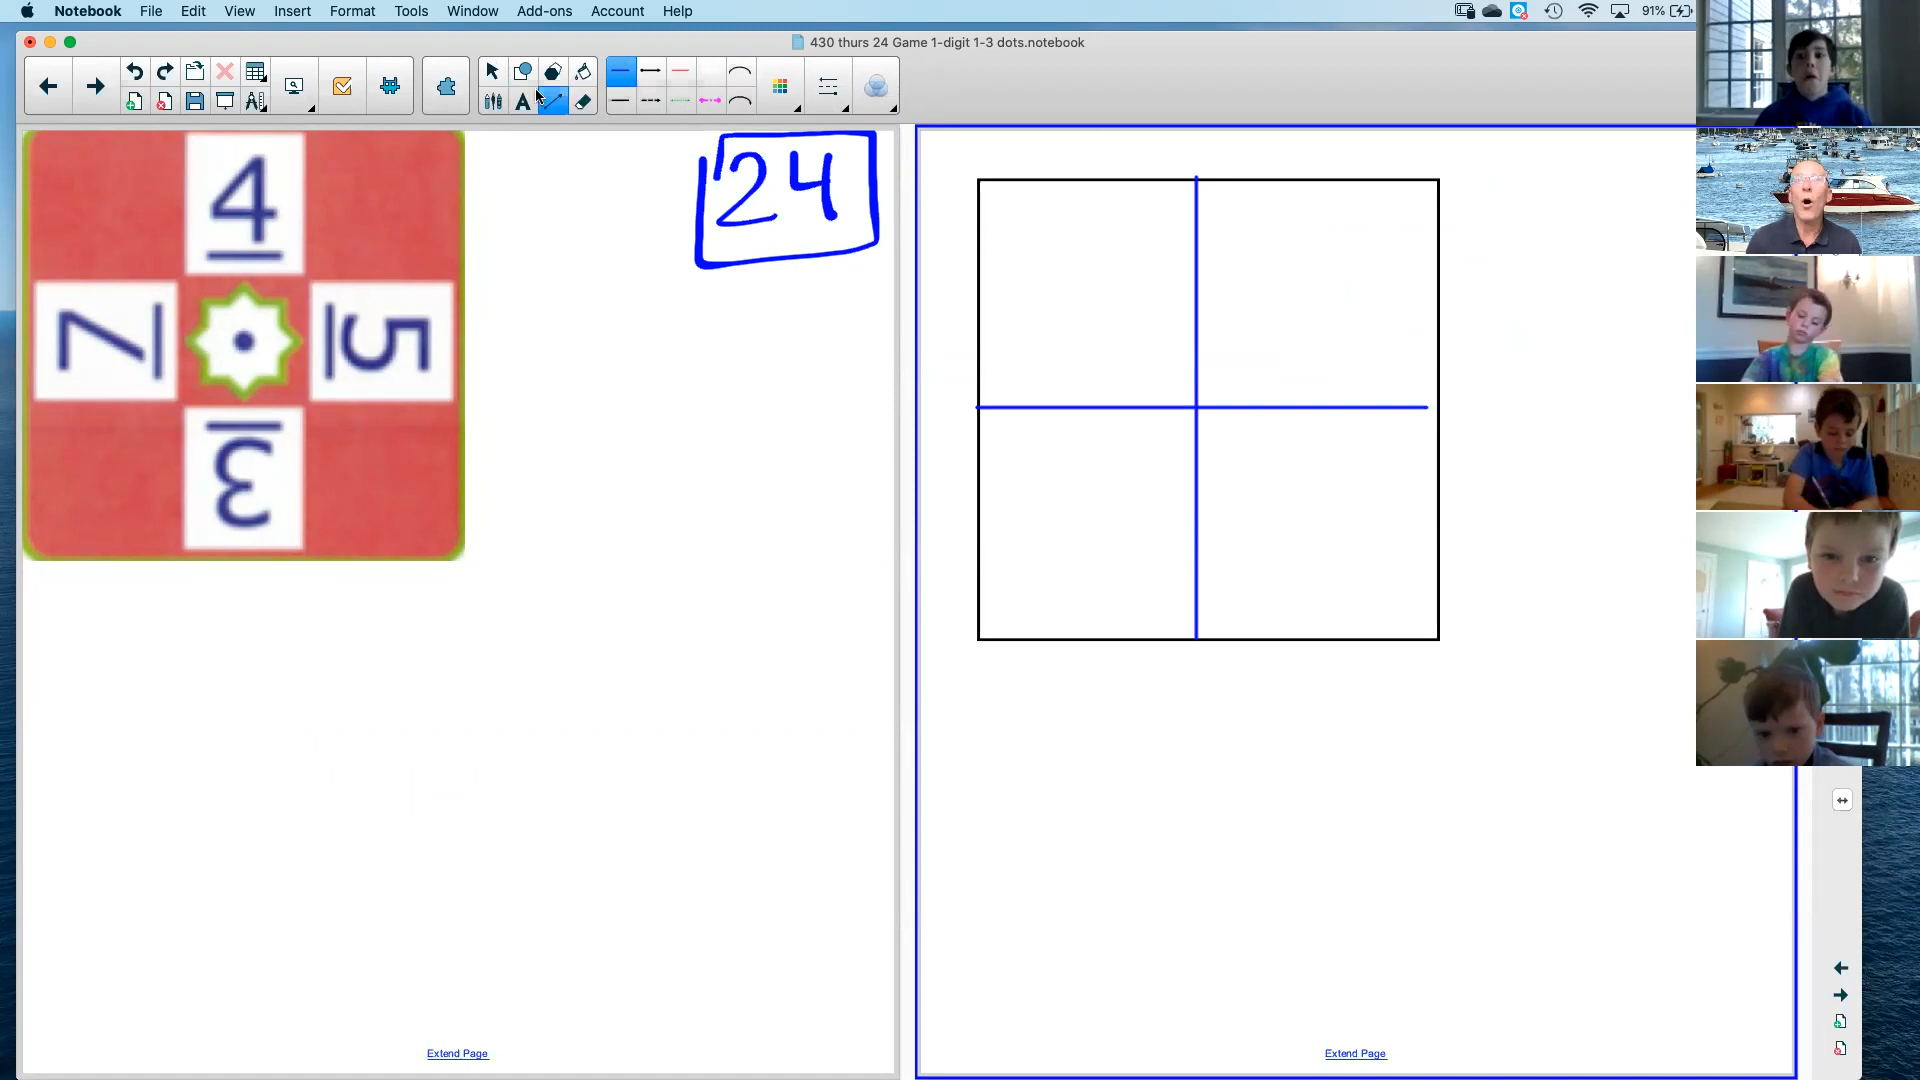 Notebook File Edit View Insert Format Tools Window Add-ons Account Help 91%
430 thurs 24 Game 1-digit 1-3 dots.notebook
A
4
24
7
5
3
Extend Page
Extend Page